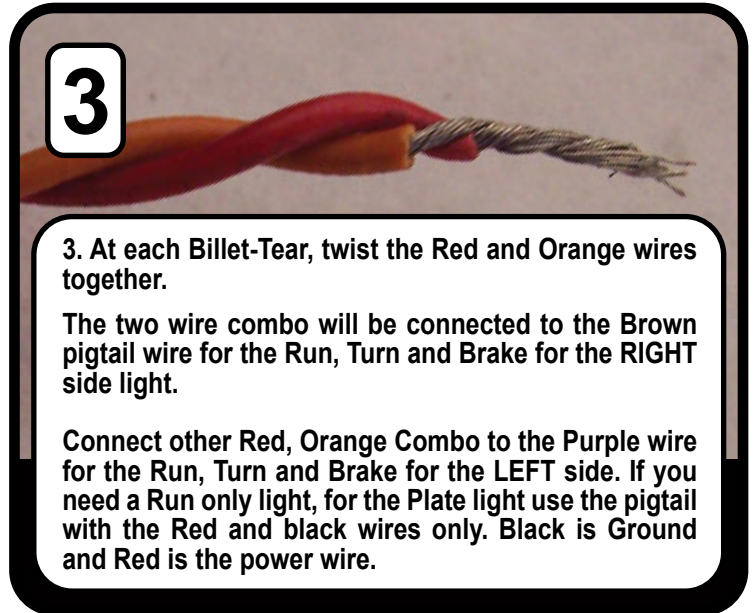 3
3. At each Billet-Tear, twist the Red and Orange wires
together.
The two wire combo will be connected to the Brown
pigtail wire for the Run, Turn and Brake for the RIGHT
side light.
Connect other Red, Orange Combo to the Purple wire
for the Run, Turn and Brake for the LEFT side. If you
need a Run only light, for the Plate light use the pigtail
with the Red and black wires only. Black is Ground
and Red is the power wire.